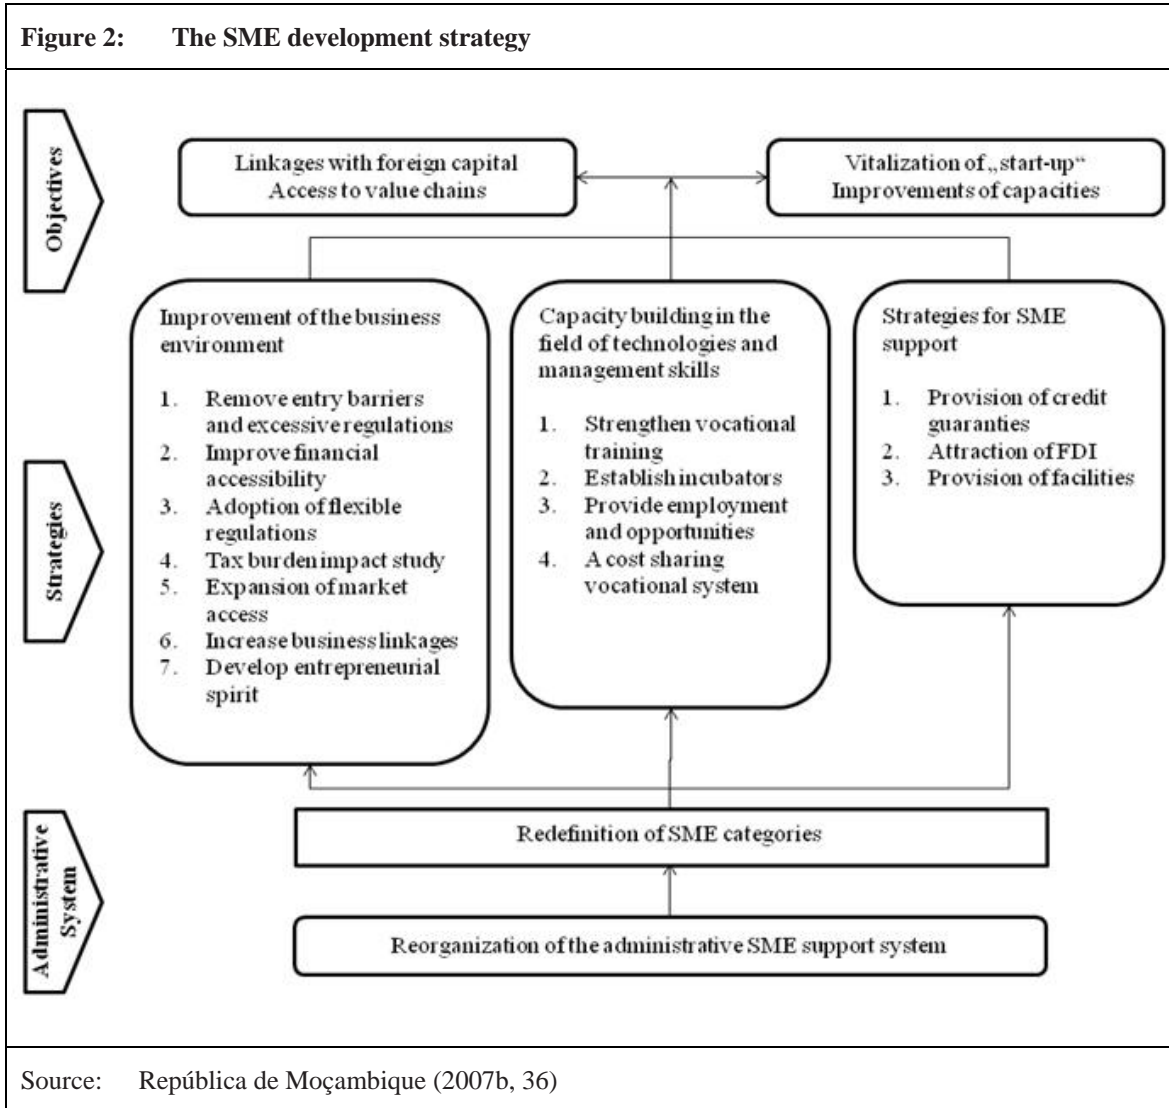 Figure 2: The SME development strategy
Objectives
Linkages with foreign capital
Access to value chains
Vitalization of „start-up“
Improvements of capacities
Strategies
Improvement of the business
environment
1. Remove entry barriers
and excessive regulations
2. Improve financial
accessibility
3. Adoption of flexible
regulations
4. Tax burden impact study
5. Expansion of market
access
6. Increase business linkages
7. Develop entrepreneurial
spirit
Capacity building in the
field of technologies and
management skills
1. Strengthen vocational
training
2. Establish incubators
3. Provide employment
and opportunities
4. A cost sharing
vocational system
Strategies for SME
support
1. Provision of credit
guaranties
2. Attraction of FDI
3. Provision of facilities
Administrative
System
Redefinition of SME categories
Reorganization of the administrative SME support system
Source: República de Moçambique (2007b, 36)